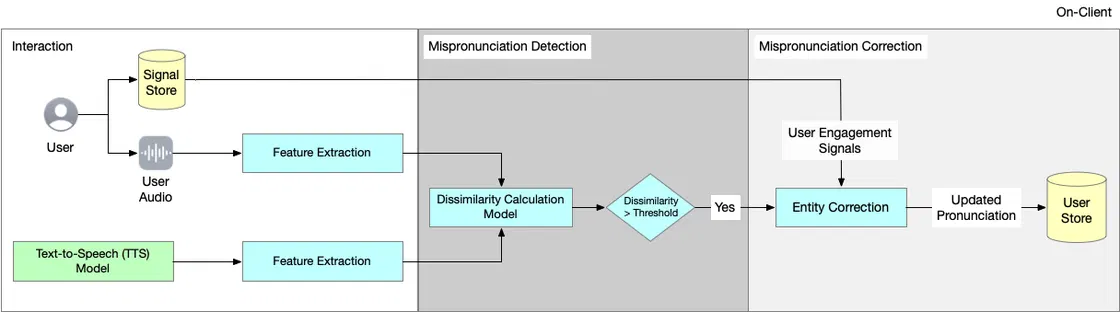 On-Client
Interaction
Mispronunciation Detection
Mispronunciation Correction
Signal
Store
User
User
Audio
Feature Extraction
Text-to-Speech (TTS)
Model
Feature Extraction
Dissimilarity Calculation
Model
Dissimilarity
> Threshold
Yes
User Engagement
Signals
Entity Correction
Updated
Pronunciation
User
Store